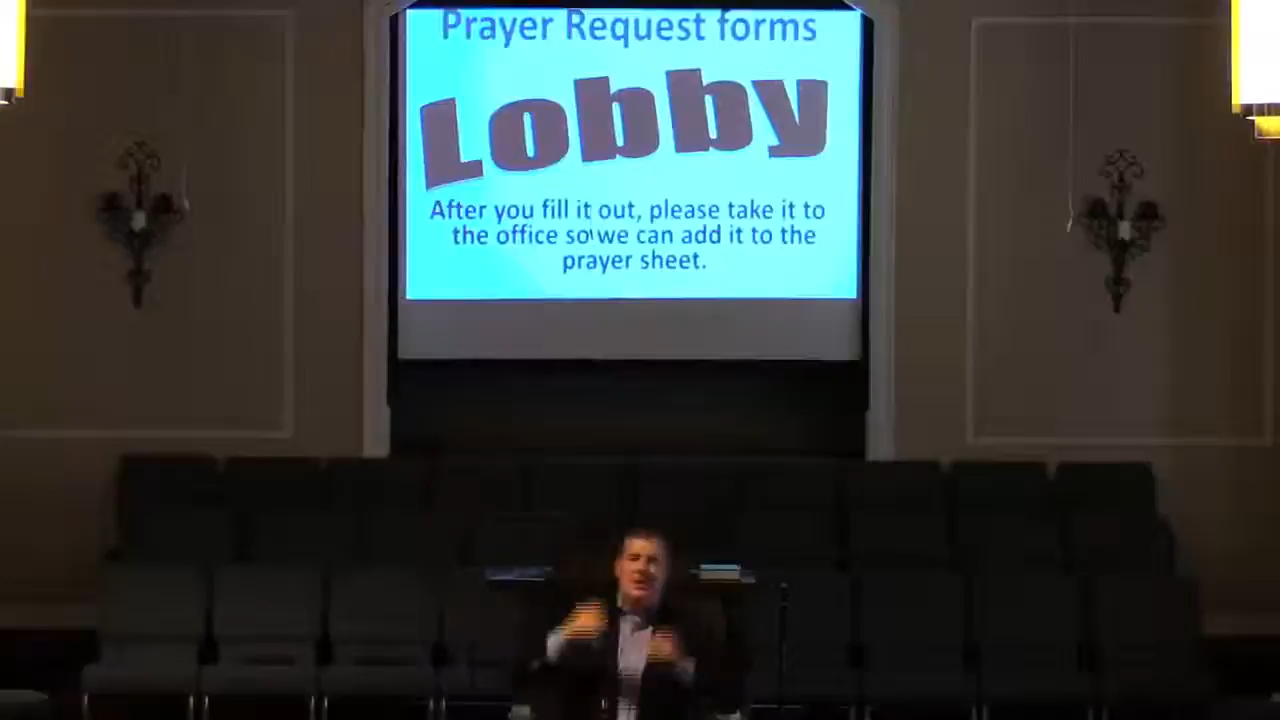 Prayer Request forms
Lobby
After you fill it out, please take it to
the office so we can add it to the
prayer sheet.